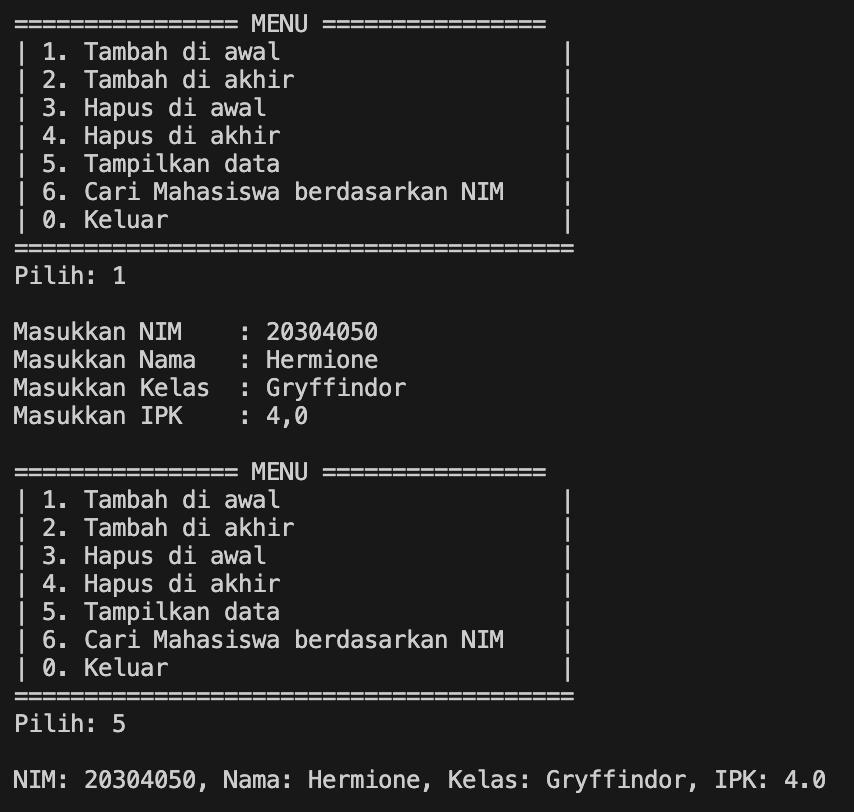 ================ MENU ================
| 1. Tambah di awal                    |
| 2. Tambah di akhir                   |
| 3. Hapus di awal                     |
| 4. Hapus di akhir                    |
| 5. Tampilkan data                    |
| 6. Cari Mahasiswa berdasarkan NIM    |
| 0. Keluar                            |
========================================
Pilih: 1

Masukkan NIM    : 20304050
Masukkan Nama   : Hermione
Masukkan Kelas  : Gryffindor
Masukkan IPK    : 4,0

================ MENU ================
| 1. Tambah di awal                    |
| 2. Tambah di akhir                   |
| 3. Hapus di awal                     |
| 4. Hapus di akhir                    |
| 5. Tampilkan data                    |
| 6. Cari Mahasiswa berdasarkan NIM    |
| 0. Keluar                            |
========================================
Pilih: 5

NIM: 20304050, Nama: Hermione, Kelas: Gryffindor, IPK: 4.0